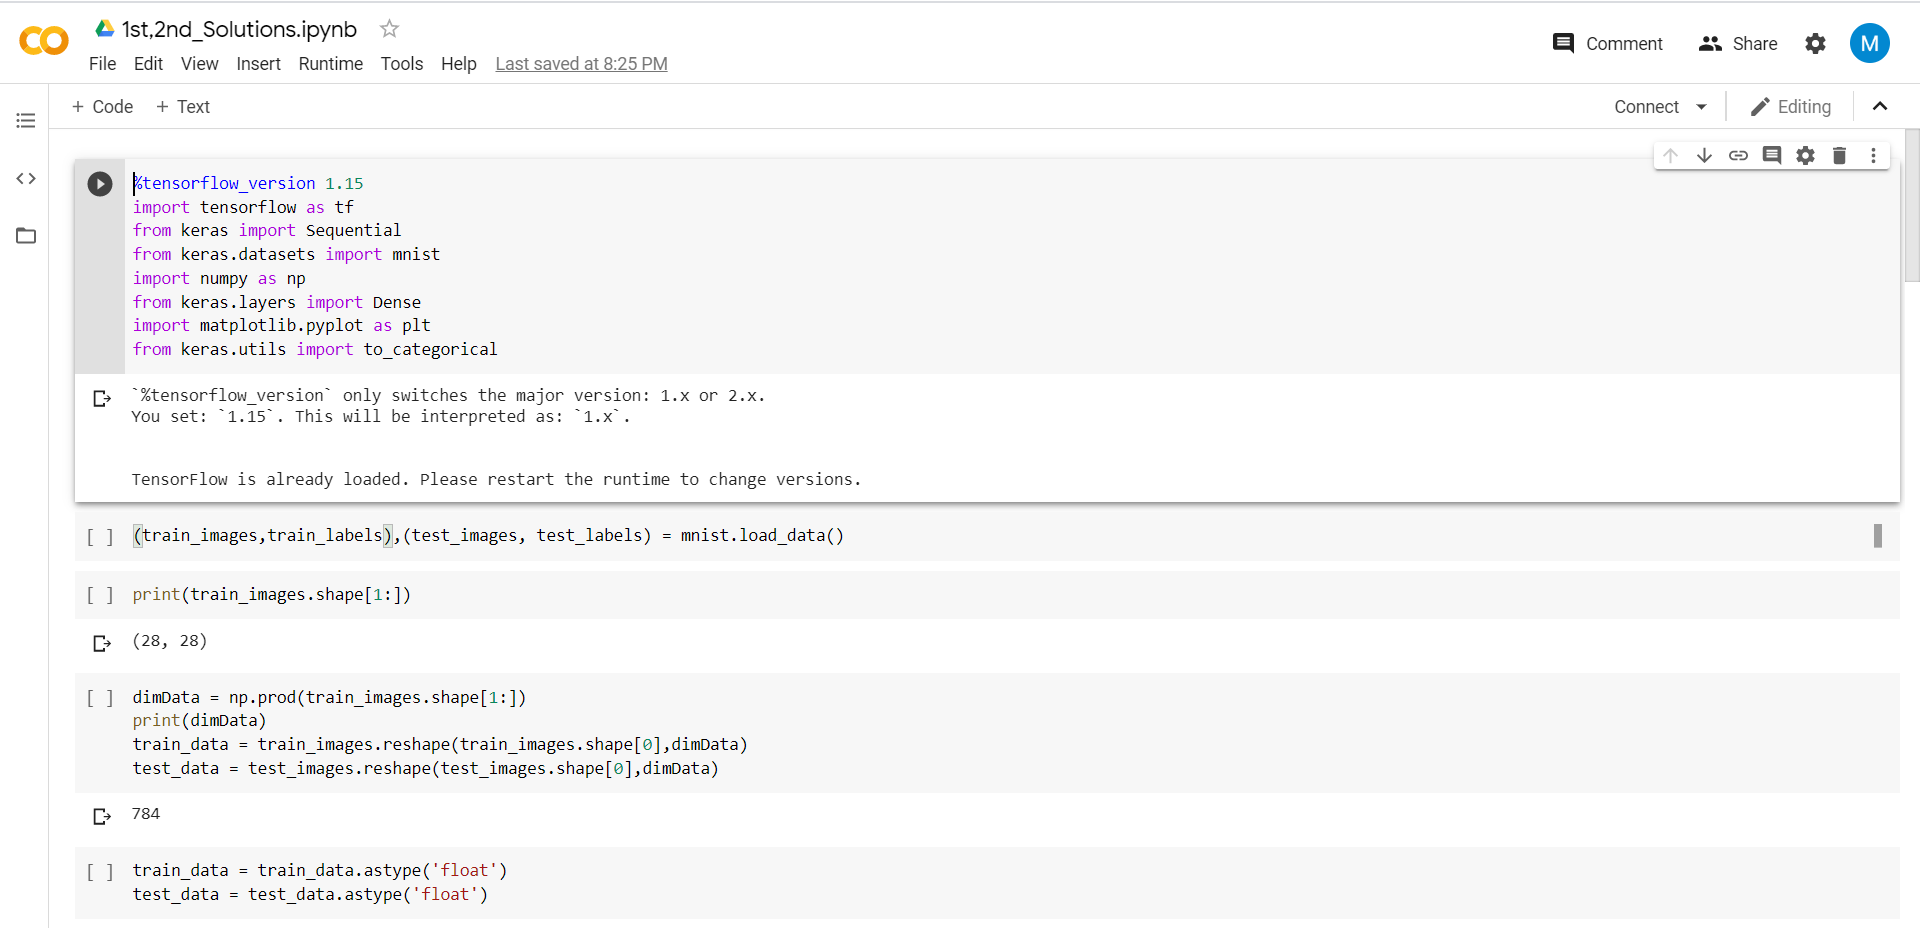 1st,2nd_Solutions.ipynb
File Edit View Insert Runtime Tools Help Last saved at 8:25 PM
Comment Share M
+ Code + Text
Connect Editing
%tensorflow_version 1.15
import tensorflow as tf
from keras import Sequential
from keras.datasets import mnist
import numpy as np
from keras.layers import Dense
import matplotlib.pyplot as plt
from keras.utils import to_categorical
`%tensorflow_version` only switches the major version: 1.x or 2.x.
You set: `1.15`. This will be interpreted as: `1.x`.
TensorFlow is already loaded. Please restart the runtime to change versions.
[ ] (train_images,train_labels),(test_images, test_labels) = mnist.load_data()
[ ] print(train_images.shape[1:])
(28, 28)
[ ] dimData = np.prod(train_images.shape[1:])
print(dimData)
train_data = train_images.reshape(train_images.shape[0],dimData)
test_data = test_images.reshape(test_images.shape[0],dimData)
784
[ ] train_data = train_data.astype('float')
test_data = test_data.astype('float')